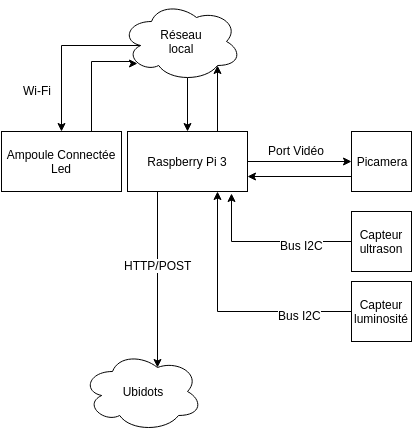 Réseau
local
Wi-Fi
Ampoule Connectée
Led
Raspberry Pi 3
Port Vidéo
Picamera
Capteur
ultrason
Bus I2C
HTTP/POST
Capteur
luminosité
Bus I2C
Ubidots